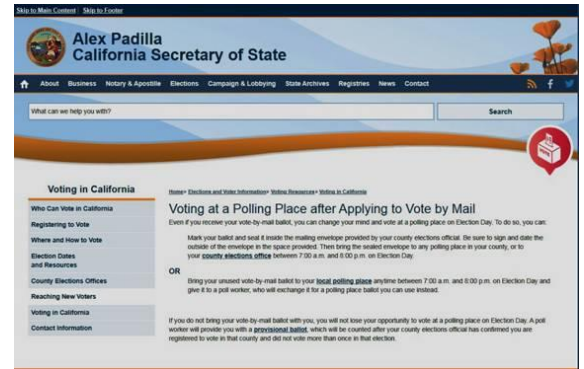 Skip to Main Content | Skip to Footer
Alex Padilla
California Secretary of State
About Business Notary & Apostille Elections Campaign & Lobbying State Archives Registries News Contact
What can we help you with?
Search
Voting in California
Who Can Vote in California
Registering to Vote
Where and How to Vote
Election Dates
and Resources
County Elections Offices
Reaching New Voters
Voting in California
Contact Information
Home> Elections and Voter Information> Voting Resources> Voting in California
Voting at a Polling Place after Applying to Vote by Mail
Even if you receive your vote-by-mail ballot, you can change your mind and vote at a polling place on Election Day. To do so, you can:
Mark your ballot and seal it inside the mailing envelope provided by your county elections official. Be sure to sign and date the
outside of the envelope in the space provided. Then bring the sealed envelope to any polling place in your county, or to
your county elections office between 7:00 a.m. and 8:00 p.m. on Election Day.
OR
Bring your unused vote-by-mail ballot to your local polling place anytime between 7:00 a.m. and 8:00 p.m. on Election Day and
give it to a poll worker, who will exchange it for a polling place ballot you can use instead.
If you do not bring your vote-by-mail ballot with you, you will not lose your opportunity to vote at a polling place on Election Day. A poll
worker will provide you with a provisional ballot, which will be counted after your county elections official has confirmed you are
registered to vote in that county and did not vote more than once in that election.